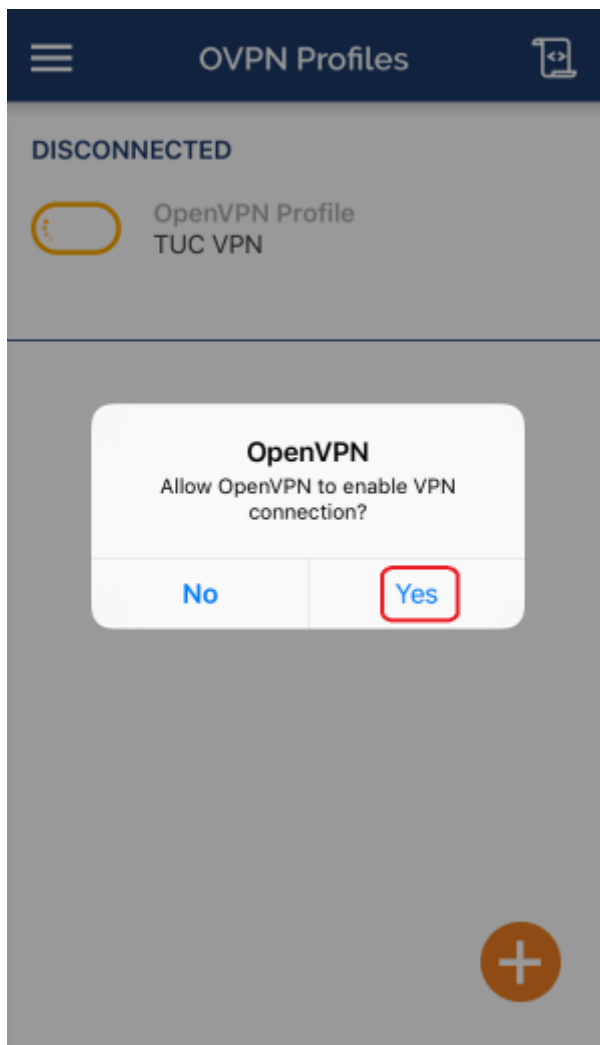 OVPN Profiles
DISCONNECTED
OpenVPN Profile
TUC VPN
OpenVPN
Allow OpenVPN to enable VPN
connection?
No
Yes